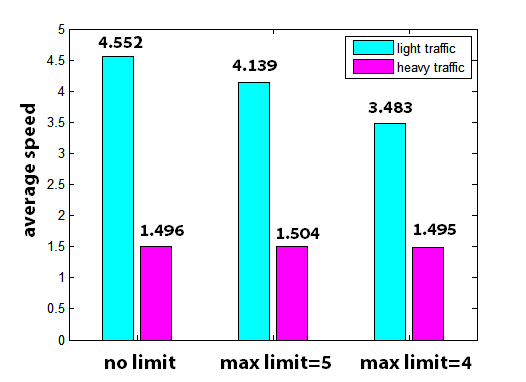 average speed
5
4.5
4
3.5
3
2.5
2
1.5
1
0.5
0
4.552
1.496
4.139
1.504
3.483
1.495
light traffic
heavy traffic
no limit
max limit=5
max limit=4